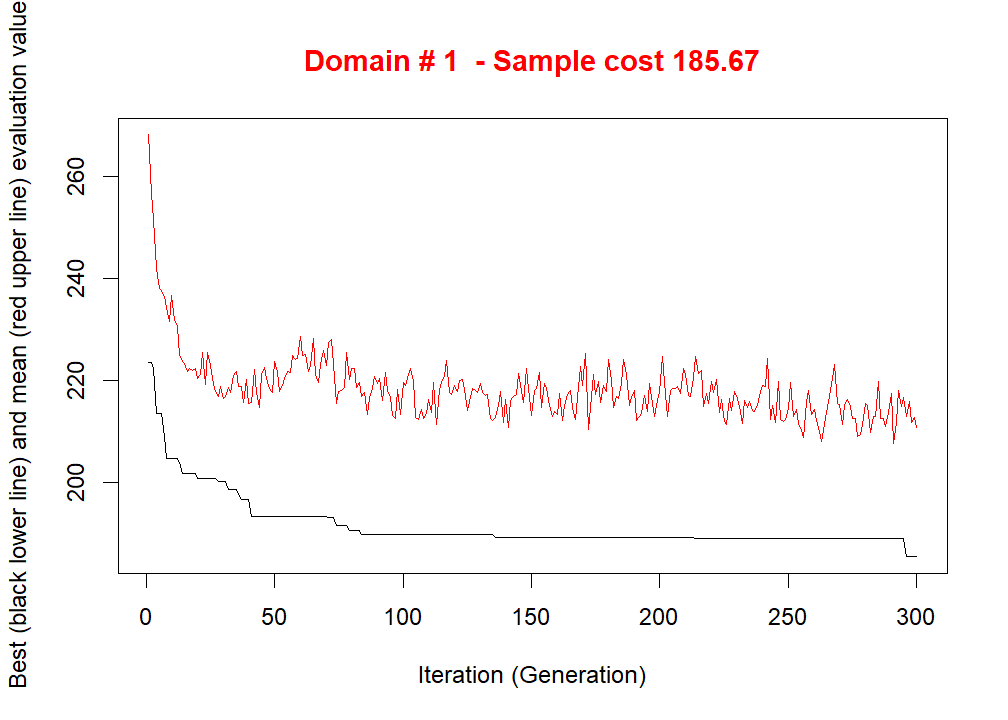 Domain # 1  - Sample cost 185.67
Best (black lower line) and mean (red upper line) evaluation value
260
240
220
200
0 50 100 150 200 250 300
Iteration (Generation)